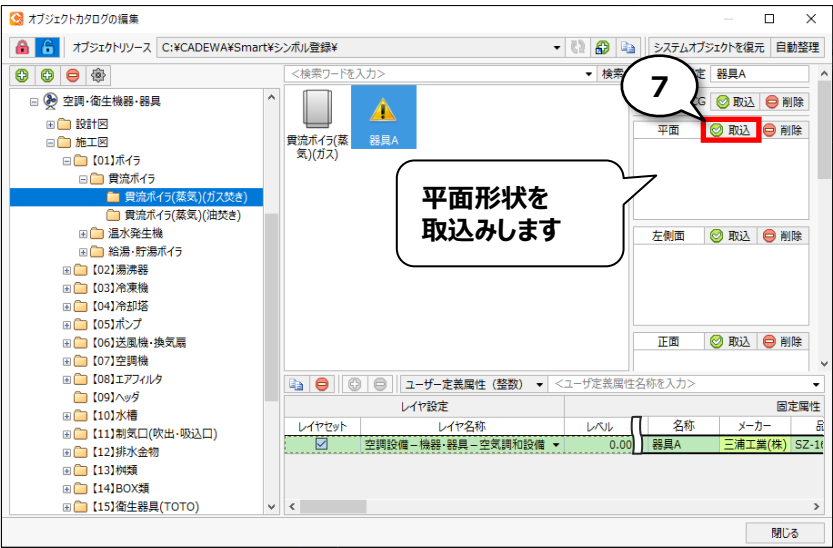 オブジェクトカタログの編集
オブジェクトリソース C:¥CADEWA¥Smart¥シンボル登録¥
システムオブジェクトを復元 自動整理
<検索ワードを入力>
検索
定 器具A
7
CG 取込 削除
空調・衛生機器・器具
設計図
施工図
【01】ボイラ
貫流ボイラ
貫流ボイラ(蒸気)(ガス焚き)
貫流ボイラ(蒸気)(油焚き)
温水発生機
給湯・貯湯ボイラ
【02】湯沸器
【03】冷凍機
【04】冷却塔
【05】ポンプ
【06】送風機・換気扇
【07】空調機
【08】エアフィルタ
【09】ヘッダ
【10】水槽
【11】制気口(吹出・吸込口)
【12】排水金物
【13】桝類
【14】BOX類
【15】衛生器具(TOTO)
貫流ボイラ(蒸
気)(ガス)
器具A
平面 取込 削除
平面形状を
取込みします
左側面 取込 削除
正面 取込 削除
ユーザー定義属性(整数) <ユーザ定義属性名称を入力>
レイヤ設定 固定属性
レイヤセット レイヤ名称 レベル 名称 メーカー
空調設備-機器・器具-空気調和設備 0.00 器具A 三浦工業(株) SZ-16
閉じる